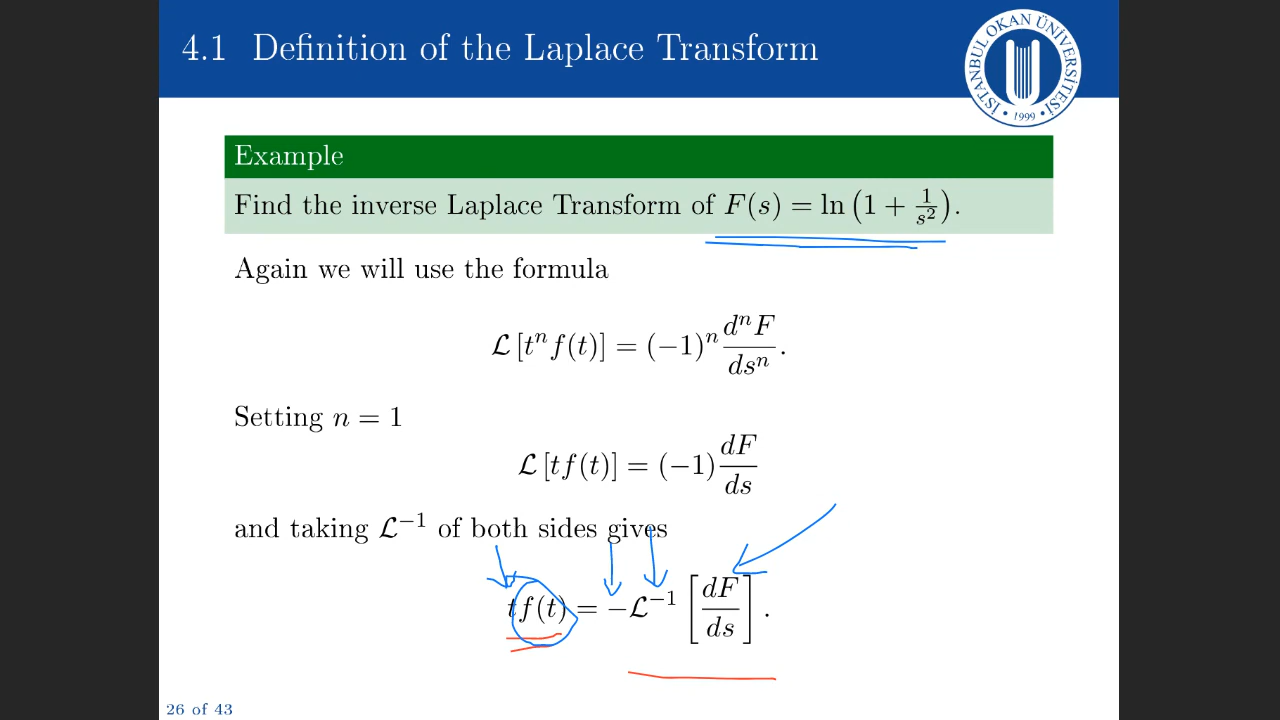 4.1 Definition of the Laplace Transform
İSTANBUL OKAN ÜNİVERSİTESİ
1999
Example
Find the inverse Laplace Transform of F(s) = ln (1 + 1/s²).
Again we will use the formula
ℒ [tⁿf(t)] = (−1)ⁿ dⁿF/dsⁿ.
Setting n = 1
ℒ [tf(t)] = (−1) dF/ds
and taking ℒ⁻¹ of both sides gives
tf(t) = −ℒ⁻¹ [dF/ds].
26 of 43